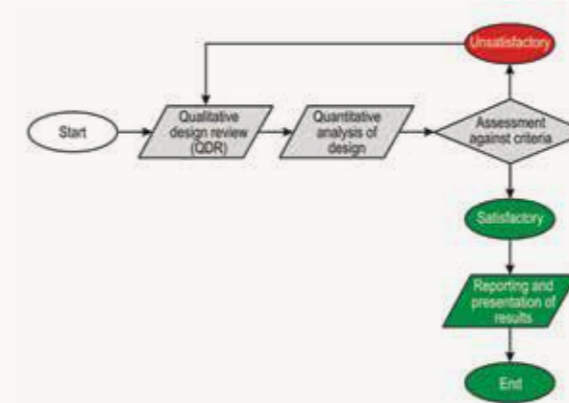 Unsatisfactory
Start
Qualitative
design review
(QDR)
Quantitative
analysis of
design
Assessment
against criteria
Satisfactory
Reporting and
presentation of
results
End